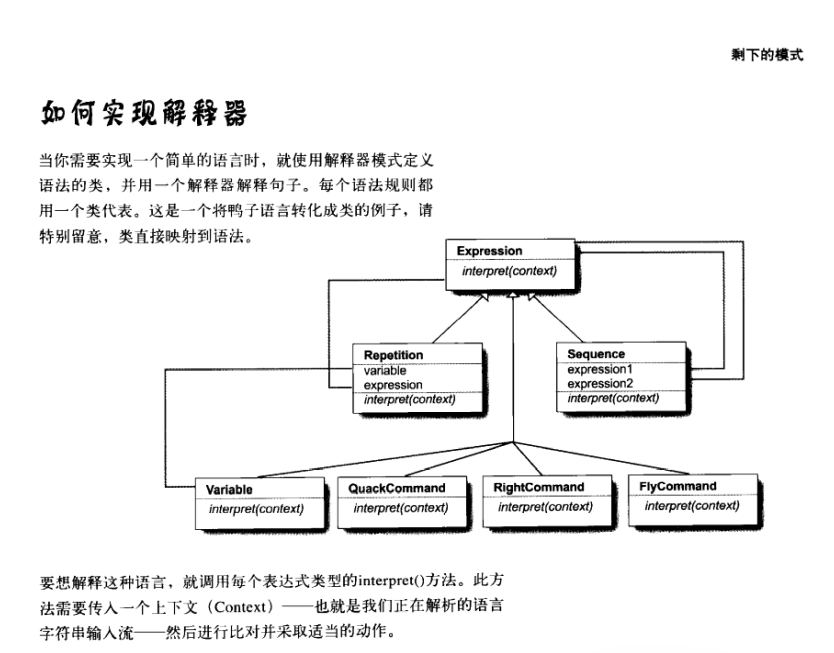 剩下的模式
如何实现解释器
当你需要实现一个简单的语言时，就使用解释器模式定义
语法的类，并用一个解释器解释句子。每个语法规则都
用一个类代表。这是一个将鸭子语言转化成类的例子，请
特别留意，类直接映射到语法。
Expression
interpret(context)
Repetition
variable
expression
interpret(context)
Sequence
expression1
expression2
interpret(context)
Variable
interpret(context)
QuackCommand
interpret(context)
RightCommand
interpret(context)
FlyCommand
interpret(context)
要想解释这种语言，就调用每个表达式类型的interpret()方法。此方
法需要传入一个上下文（Context）——也就是我们正在解析的语言
字符串输入流——然后进行比对并采取适当的动作。